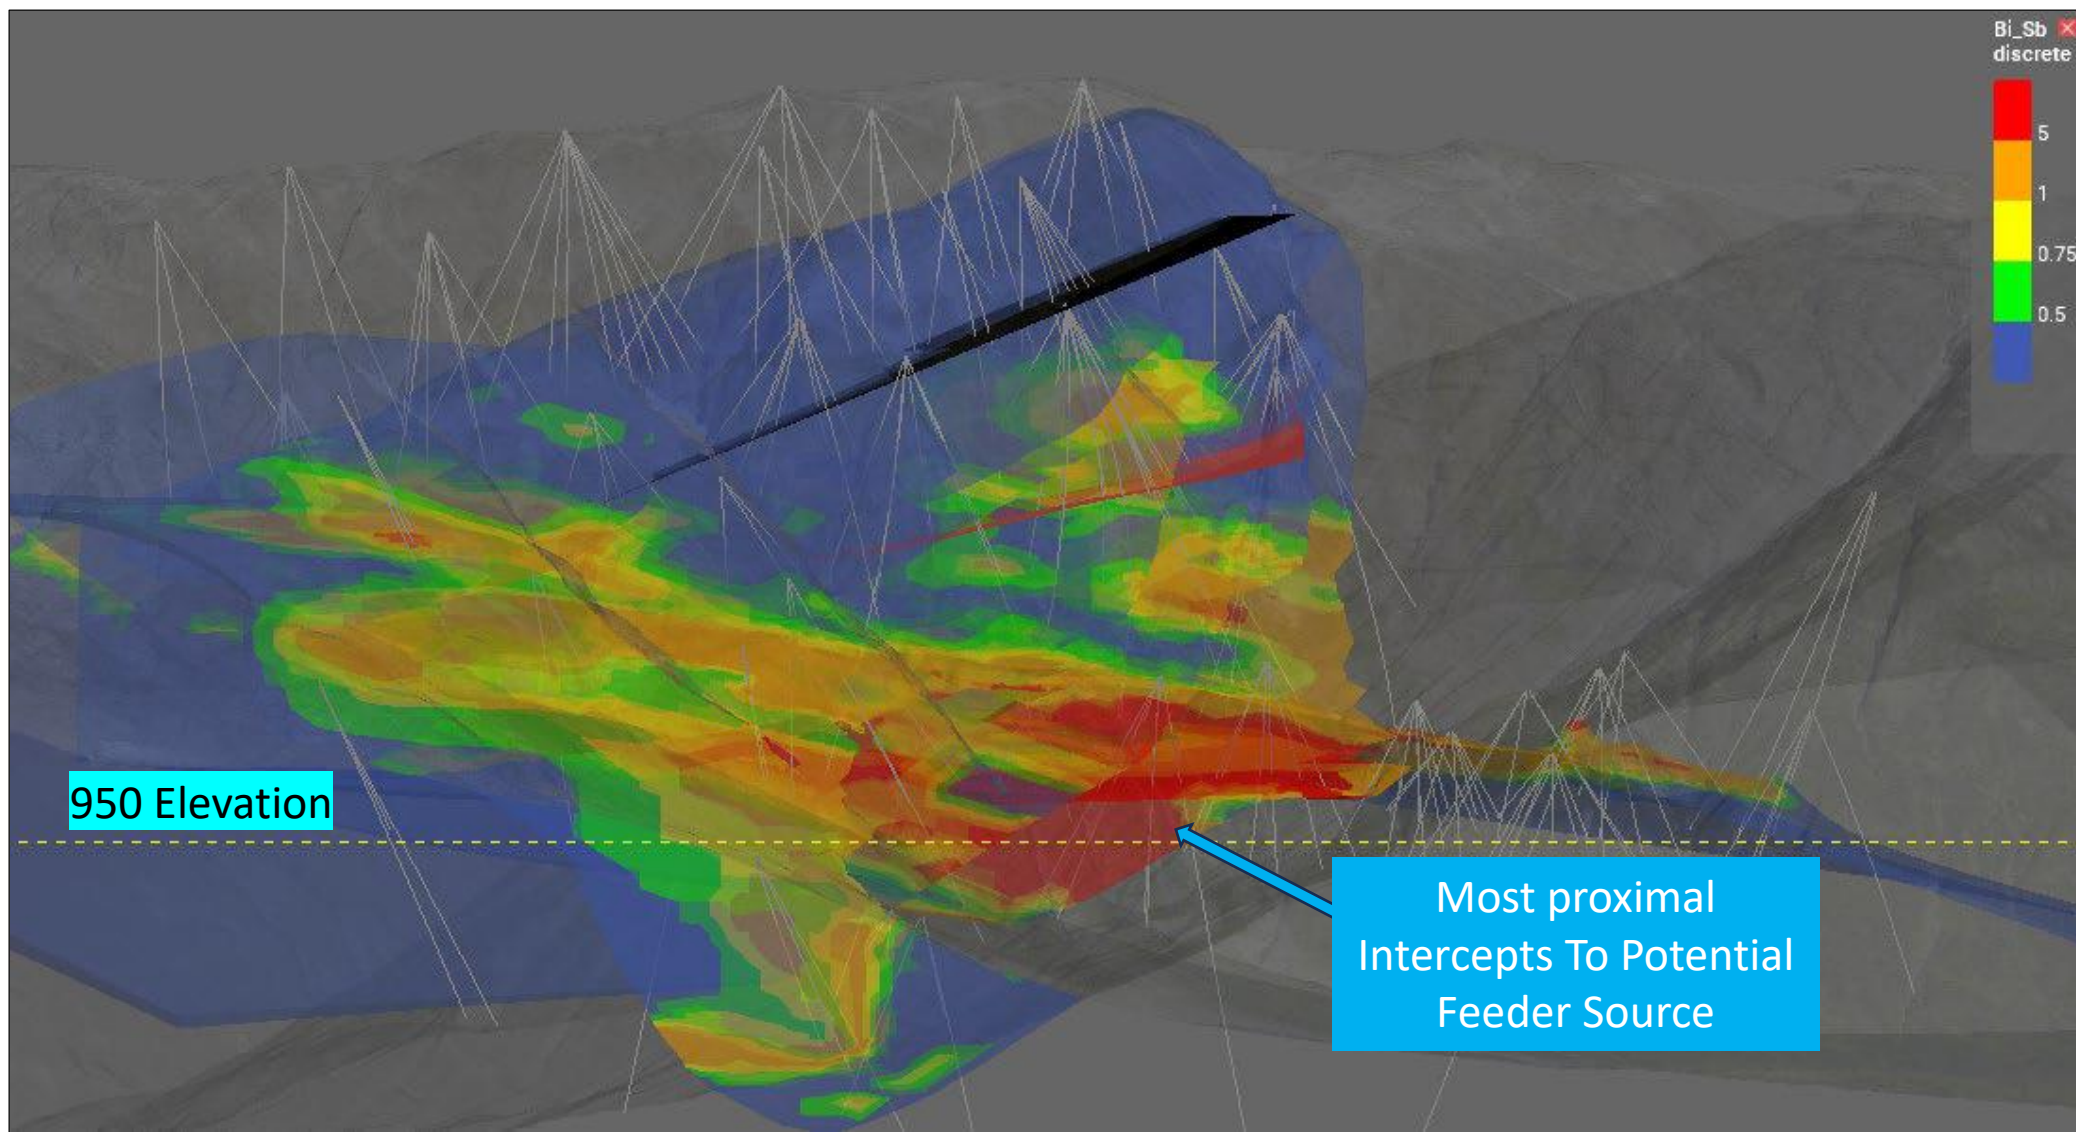 Bi_Sb
discrete
5
1
0.75
0.5
950 Elevation
Most proximal
Intercepts To Potential
Feeder Source